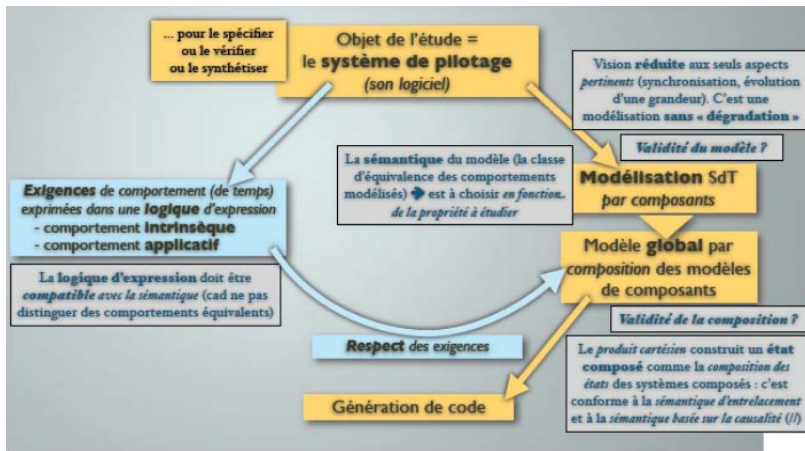 ... pour le spécifier
ou le vérifier
ou le synthétiser
Objet de l'étude =
le système de pilotage
(son logiciel)
Vision réduite aux seuls aspects
pertinents (synchronisation, évolution
d'une grandeur). C'est une
modélisation sans « dégradation »
Validité du modèle ?
La sémantique du modèle (la classe
d'équivalence des comportements
modélisés) ➔ est à choisir en fonction
de la propriété à étudier
Modélisation SdT
par composants
Exigences de comportement (de temps)
exprimées dans une logique d'expression
- comportement intrinsèque
- comportement applicatif
Modèle global par
composition des modèles
de composants
La logique d'expression doit être
compatible avec la sémantique (cad ne pas
distinguer des comportements équivalents)
Validité de la composition ?
Respect des exigences
Le produit cartésien construit un état
composé comme la composition des
états des systèmes composés : c'est
conforme à la sémantique d'entrelacement
et à la sémantique basée sur la causalité (//)
Génération de code